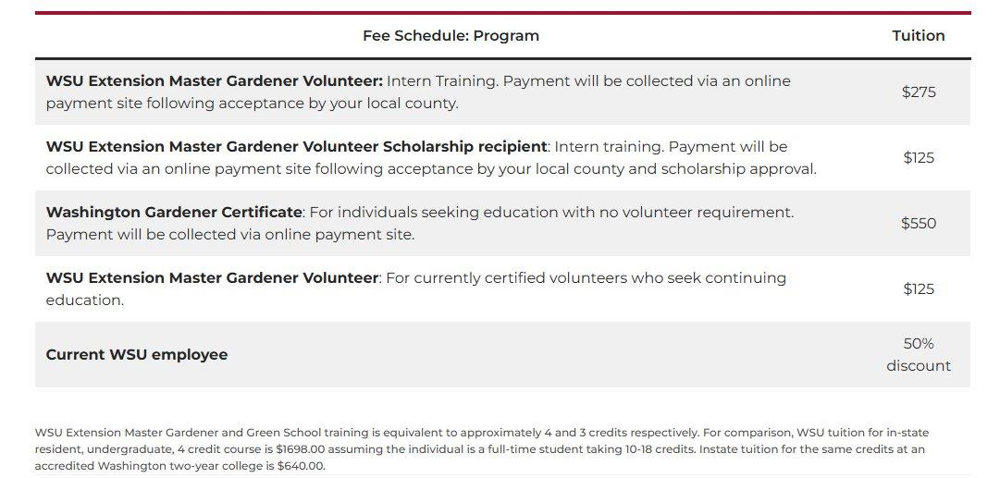 Fee Schedule: Program Tuition
WSU Extension Master Gardener Volunteer: Intern Training. Payment will be collected via an online
payment site following acceptance by your local county.
$275
WSU Extension Master Gardener Volunteer Scholarship recipient: Intern training. Payment will be
collected via an online payment site following acceptance by your local county and scholarship approval.
$125
Washington Gardener Certificate: For individuals seeking education with no volunteer requirement.
Payment will be collected via online payment site.
$550
WSU Extension Master Gardener Volunteer: For currently certified volunteers who seek continuing
education.
$125
Current WSU employee
50%
discount
WSU Extension Master Gardener and Green School training is equivalent to approximately 4 and 3 credits respectively. For comparison, WSU tuition for in-state
resident, undergraduate, 4 credit course is $1698.00 assuming the individual is a full-time student taking 10-18 credits. Instate tuition for the same credits at an
accredited Washington two-year college is $640.00.